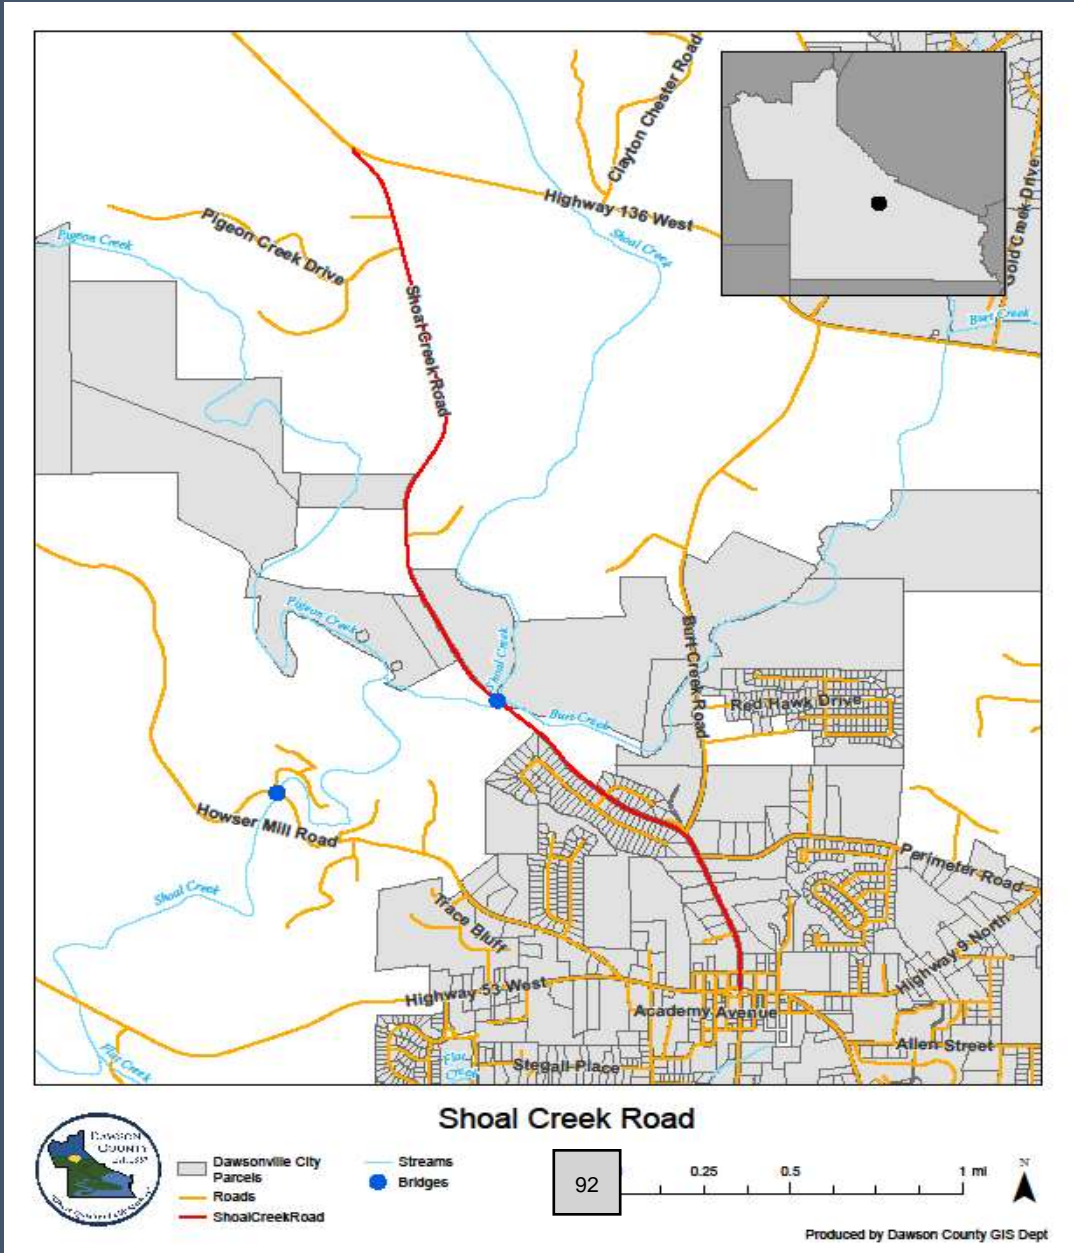 Clayton Chester Road
Highway 136 West
Gold Creek Drive
Pigeon Creek Drive
Pigeon Creek
Shoal Creek
Burt Creek
Shoal Creek Road
Pigeon Creek
Shoal Creek
Burt Creek
Burt Creek Road
Red Hawk Drive
Howser Mill Road
Perimeter Road
Shoal Creek
Trace Bluff
Highway 9 North
Highway 53 West
Academy Avenue
Allen Street
Flat Creek
Flat
Creek
Stegall Place
Shoal Creek Road
DAWSON
COUNTY
Dawsonville City
Parcels
Roads
ShoalCreekRoad
Streams
Bridges
92
0.25
0.5
1 mi
N
Produced by Dawson County GIS Dept